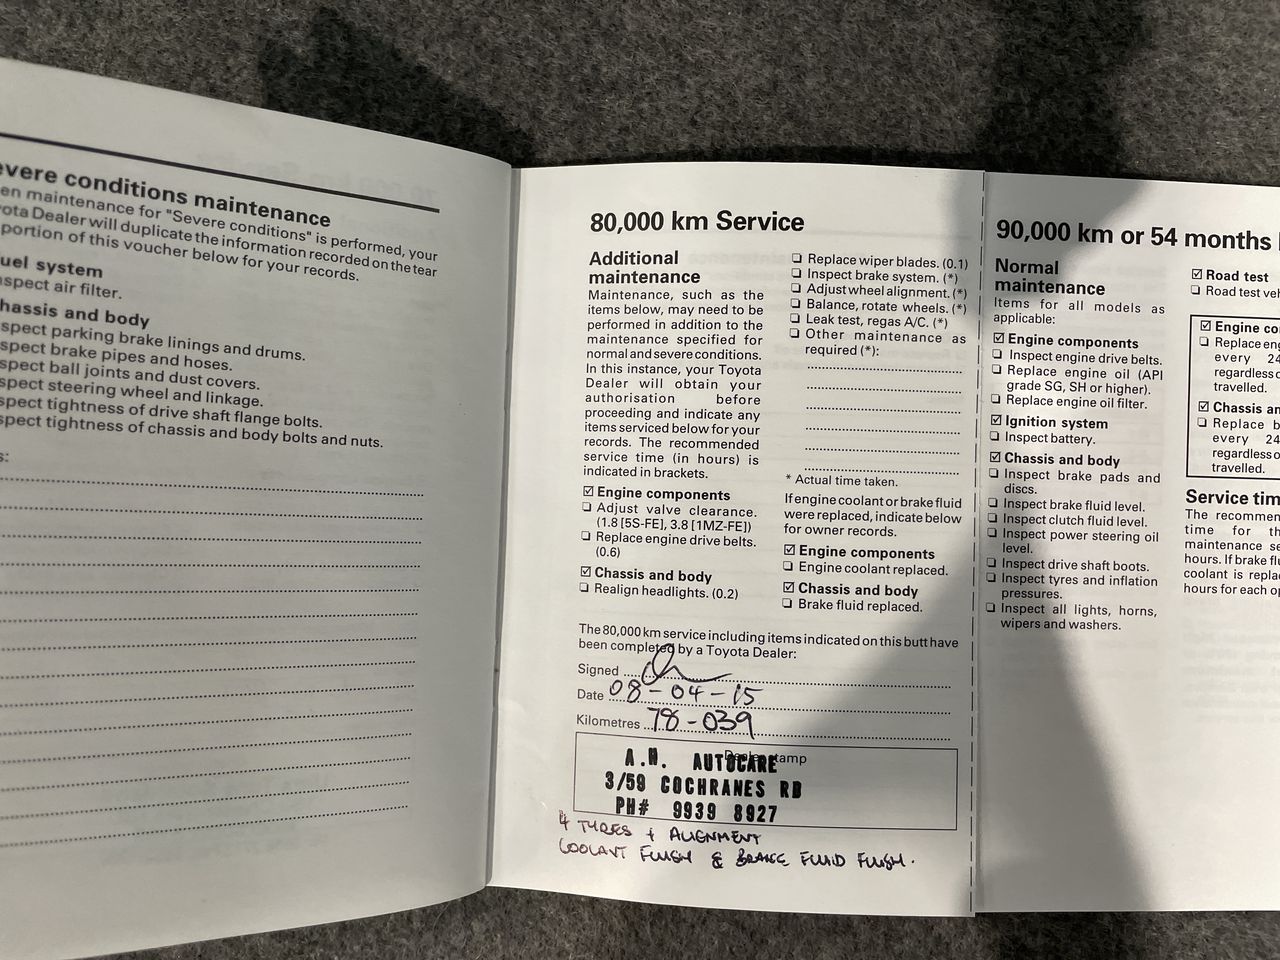 evere conditions maintenance
en maintenance for "Severe conditions" is performed, your
ota Dealer will duplicate the information recorded on the tear
portion of this voucher below for your records.
uel system
spect air filter.
hassis and body
spect parking brake linings and drums.
spect brake pipes and hoses.
spect ball joints and dust covers.
spect steering wheel and linkage.
spect tightness of drive shaft flange bolts.
spect tightness of chassis and body bolts and nuts.
s:
80,000 km Service
Additional
maintenance
Maintenance, such as the
items below, may need to be
performed in addition to the
maintenance specified for
normal and severe conditions.
In this instance, your Toyota
Dealer will obtain your
authorisation before
proceeding and indicate any
items serviced below for your
records. The recommended
service time (in hours) is
indicated in brackets.
☑ Engine components
❏ Adjust valve clearance.
(1.8 [5S-FE], 3.8 [1MZ-FE])
❏ Replace engine drive belts.
(0.6)
☑ Chassis and body
❏ Realign headlights. (0.2)
❏ Replace wiper blades. (0.1)
❏ Inspect brake system. (*)
❏ Adjust wheel alignment. (*)
❏ Balance, rotate wheels. (*)
❏ Leak test, regas A/C. (*)
❏ Other maintenance as
required (*):
* Actual time taken.
If engine coolant or brake fluid
were replaced, indicate below
for owner records.
☑ Engine components
❏ Engine coolant replaced.
☑ Chassis and body
❏ Brake fluid replaced.
The 80,000 km service including items indicated on this butt have
been completed by a Toyota Dealer:
Signed
Date 08-04-15
Kilometres 78-039
Dealer stamp
A.H. AUTOCARE
3/59 COCHRANES RD
PH# 9939 8927
4 TYRES + ALIGNMENT
COOLANT FLUSH & BRAKE FLUID FLUSH.
90,000 km or 54 months
Normal
maintenance
Items for all models as
applicable:
☑ Engine components
❏ Inspect engine drive belts.
❏ Replace engine oil (API
grade SG, SH or higher).
❏ Replace engine oil filter.
☑ Ignition system
❏ Inspect battery.
☑ Chassis and body
❏ Inspect brake pads and
discs.
❏ Inspect brake fluid level.
❏ Inspect clutch fluid level.
❏ Inspect power steering oil
level.
❏ Inspect drive shaft boots.
❏ Inspect tyres and inflation
pressures.
❏ Inspect all lights, horns,
wipers and washers.
☑ Road test
❏ Road test veh
☑ Engine co
❏ Replace eng
every 24
regardless o
travelled.
☑ Chassis an
❏ Replace b
every 24
regardless o
travelled.
Service tim
The recommen
time for th
maintenance se
hours. If brake flu
coolant is repla
hours for each op